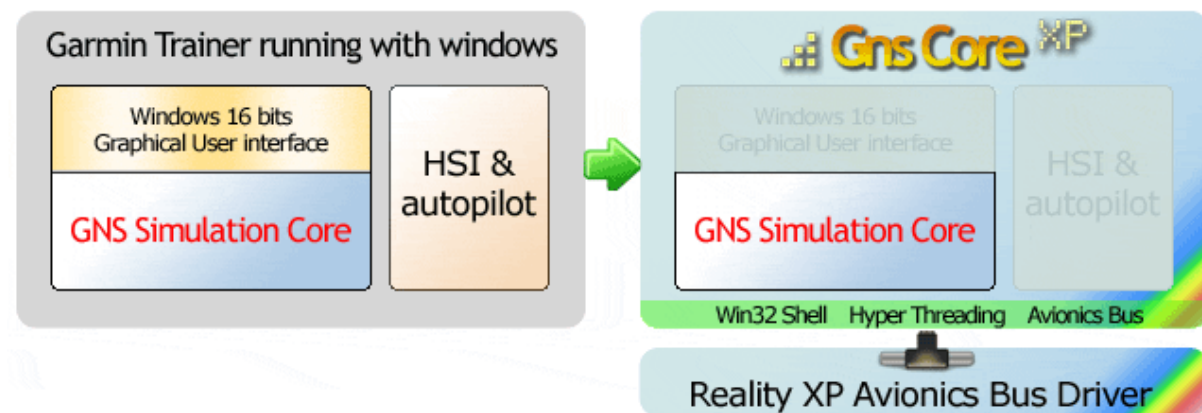 Garmin Trainer running with windows
Windows 16 bits
Graphical User interface
GNS Simulation Core
HSI &
autopilot
Gns Core XP
Windows 16 bits
Graphical User interface
GNS Simulation Core
HSI &
autopilot
Win32 Shell Hyper Threading Avionics Bus
Reality XP Avionics Bus Driver